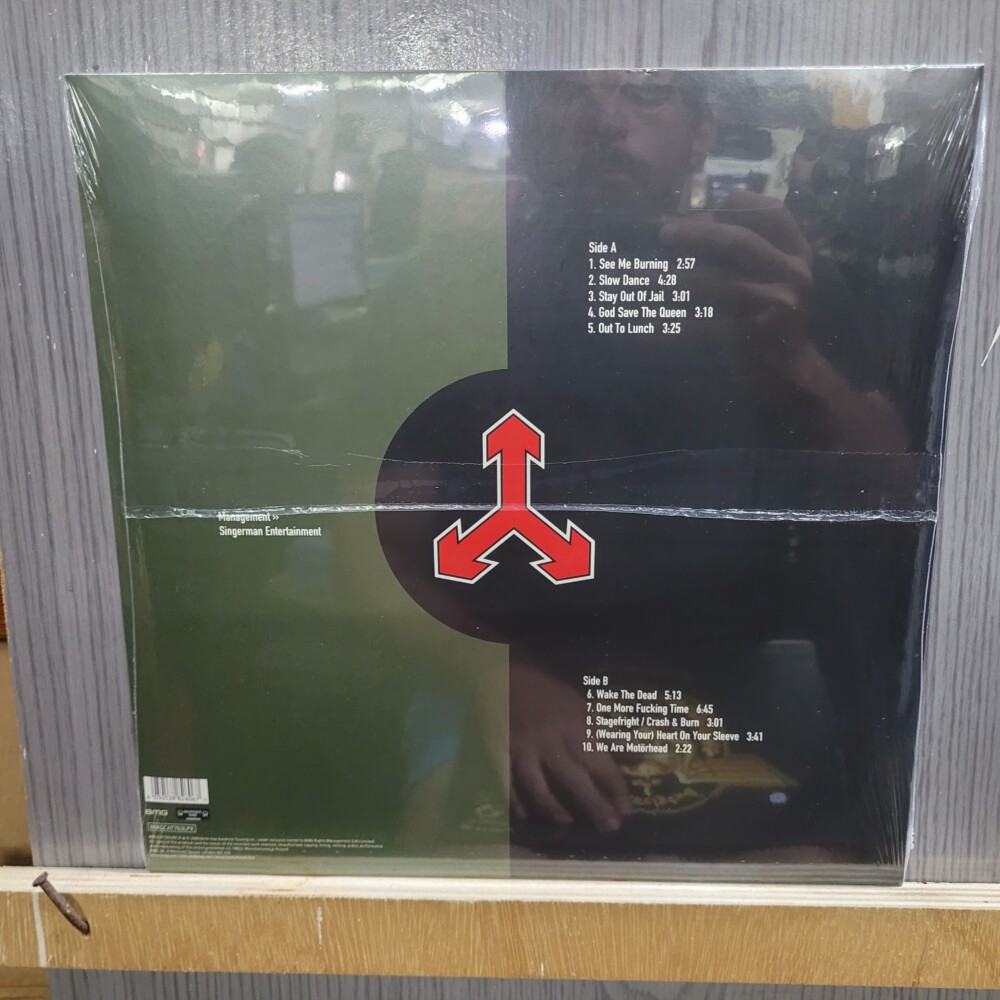 Side A
1. See Me Burning 2:57
2. Slow Dance 4:28
3. Stay Out Of Jail 3:01
4. God Save The Queen 3:18
5. Out To Lunch 3:25
Management »
Singerman Entertainment
Side B
6. Wake The Dead 5:13
7. One More Fucking Time 6:45
8. Stagefright / Crash & Burn 3:01
9. (Wearing Your) Heart On Your Sleeve 3:41
10. We Are Motörhead 2:22
BMG